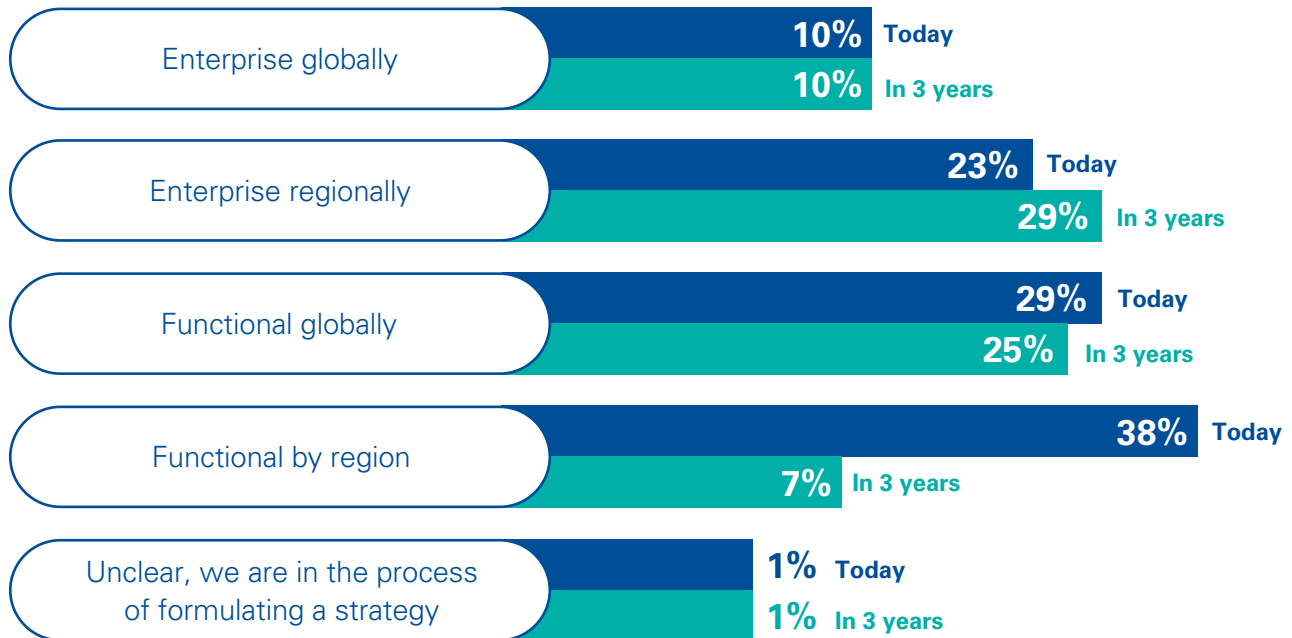 Enterprise globally
10% Today
10% In 3 years
Enterprise regionally
23% Today
29% In 3 years
Functional globally
29% Today
25% In 3 years
Functional by region
38% Today
7% In 3 years
Unclear, we are in the process
of formulating a strategy
1% Today
1% In 3 years